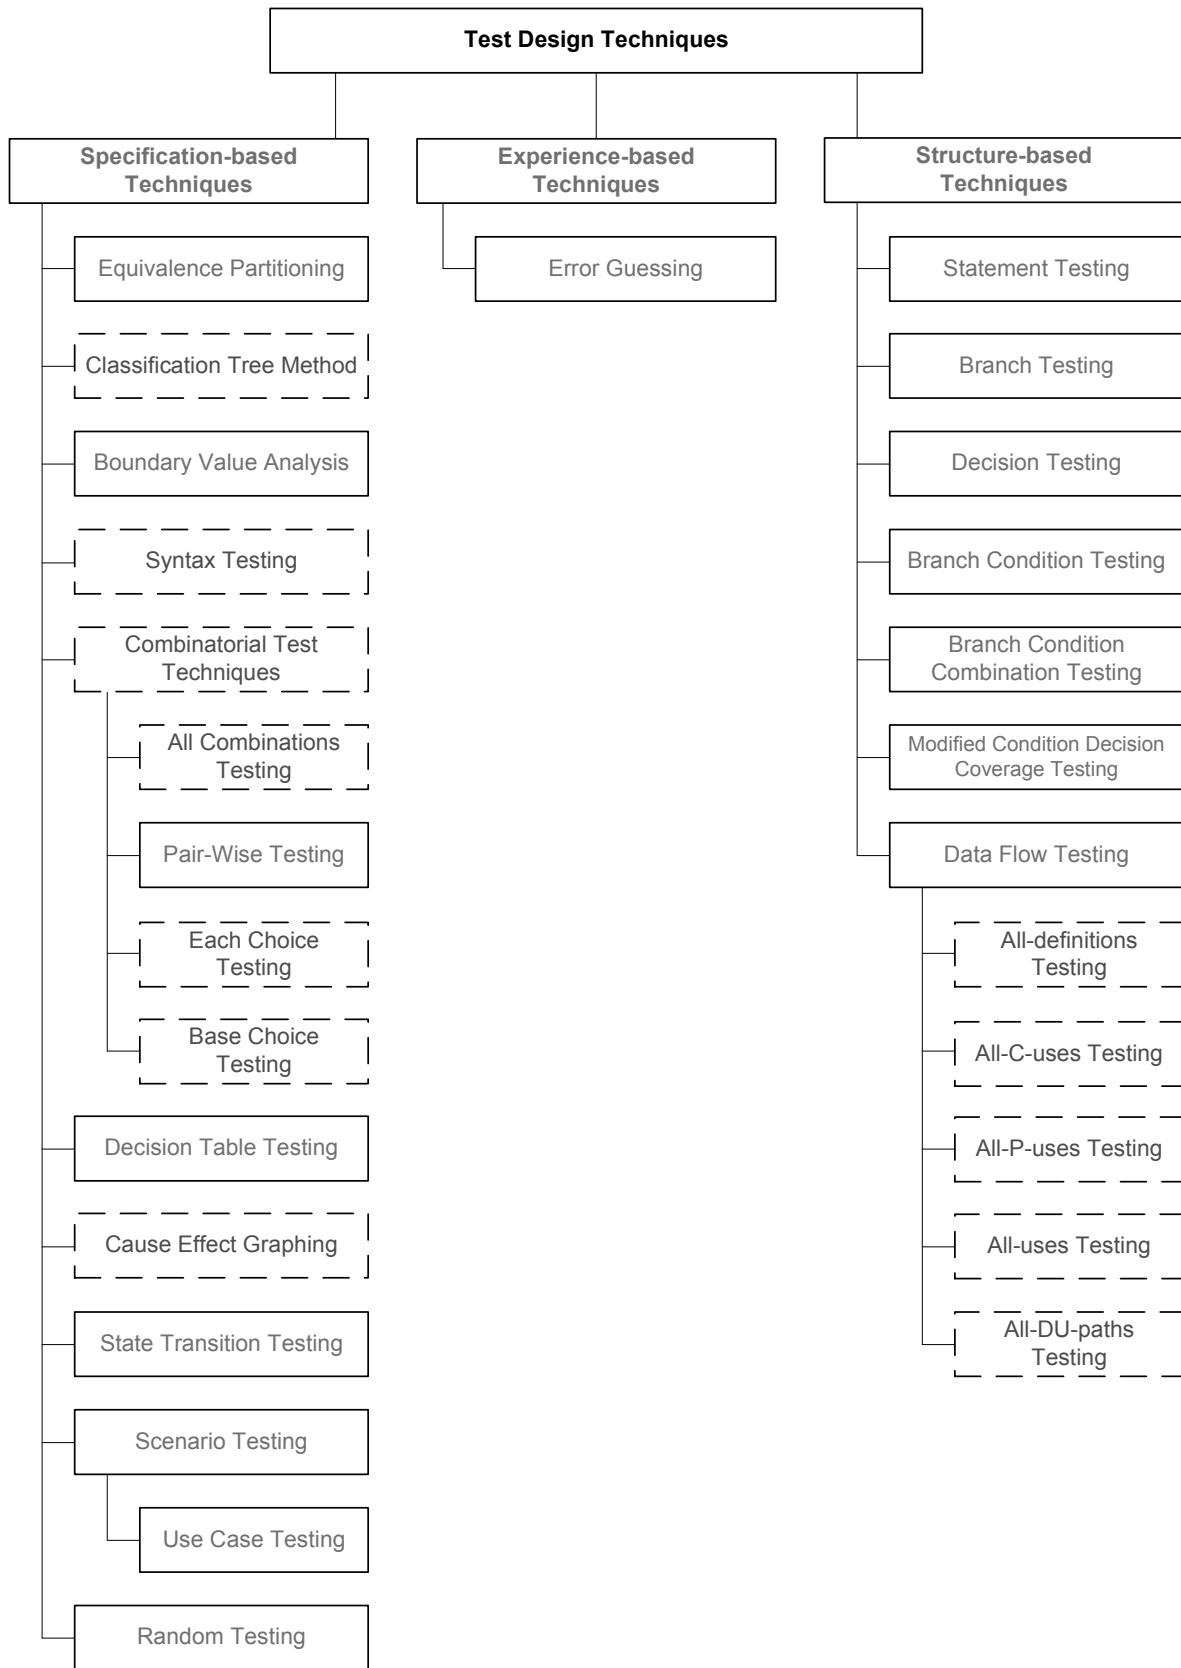 Test Design Techniques
Specification-based
Techniques
Equivalence Partitioning
Classification Tree Method
Boundary Value Analysis
Syntax Testing
Combinatorial Test
Techniques
All Combinations
Testing
Pair-Wise Testing
Each Choice
Testing
Base Choice
Testing
Decision Table Testing
Cause Effect Graphing
State Transition Testing
Scenario Testing
Use Case Testing
Random Testing
Experience-based
Techniques
Error Guessing
Structure-based
Techniques
Statement Testing
Branch Testing
Decision Testing
Branch Condition Testing
Branch Condition
Combination Testing
Modified Condition Decision
Coverage Testing
Data Flow Testing
All-definitions
Testing
All-C-uses Testing
All-P-uses Testing
All-uses Testing
All-DU-paths
Testing